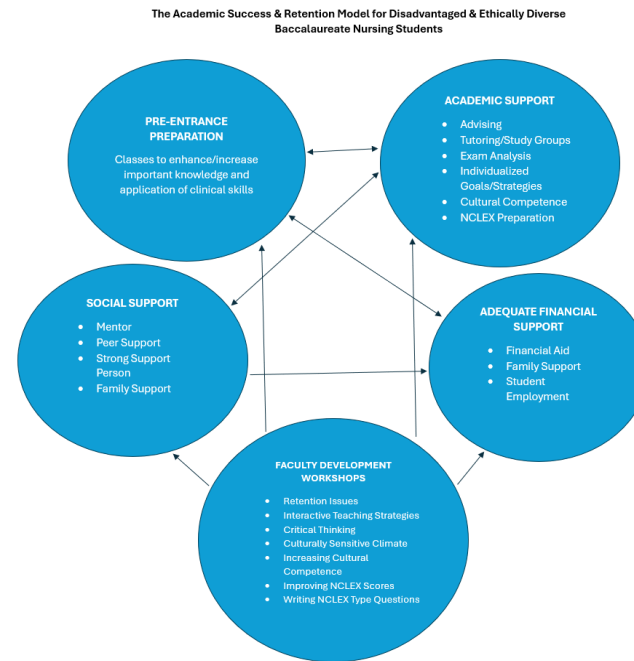 The Academic Success & Retention Model for Disadvantaged & Ethically Diverse
Baccalaureate Nursing Students
PRE-ENTRANCE
PREPARATION
Classes to enhance/increase
important knowledge and
application of clinical skills
ACADEMIC SUPPORT
• Advising
• Tutoring/Study Groups
• Exam Analysis
• Individualized
Goals/Strategies
• Cultural Competence
• NCLEX Preparation
SOCIAL SUPPORT
• Mentor
• Peer Support
• Strong Support
Person
• Family Support
ADEQUATE FINANCIAL
SUPPORT
• Financial Aid
• Family Support
• Student
Employment
FACULTY DEVELOPMENT
WORKSHOPS
• Retention Issues
• Interactive Teaching Strategies
• Critical Thinking
• Culturally Sensitive Climate
• Increasing Cultural
Competence
• Improving NCLEX Scores
• Writing NCLEX Type Questions